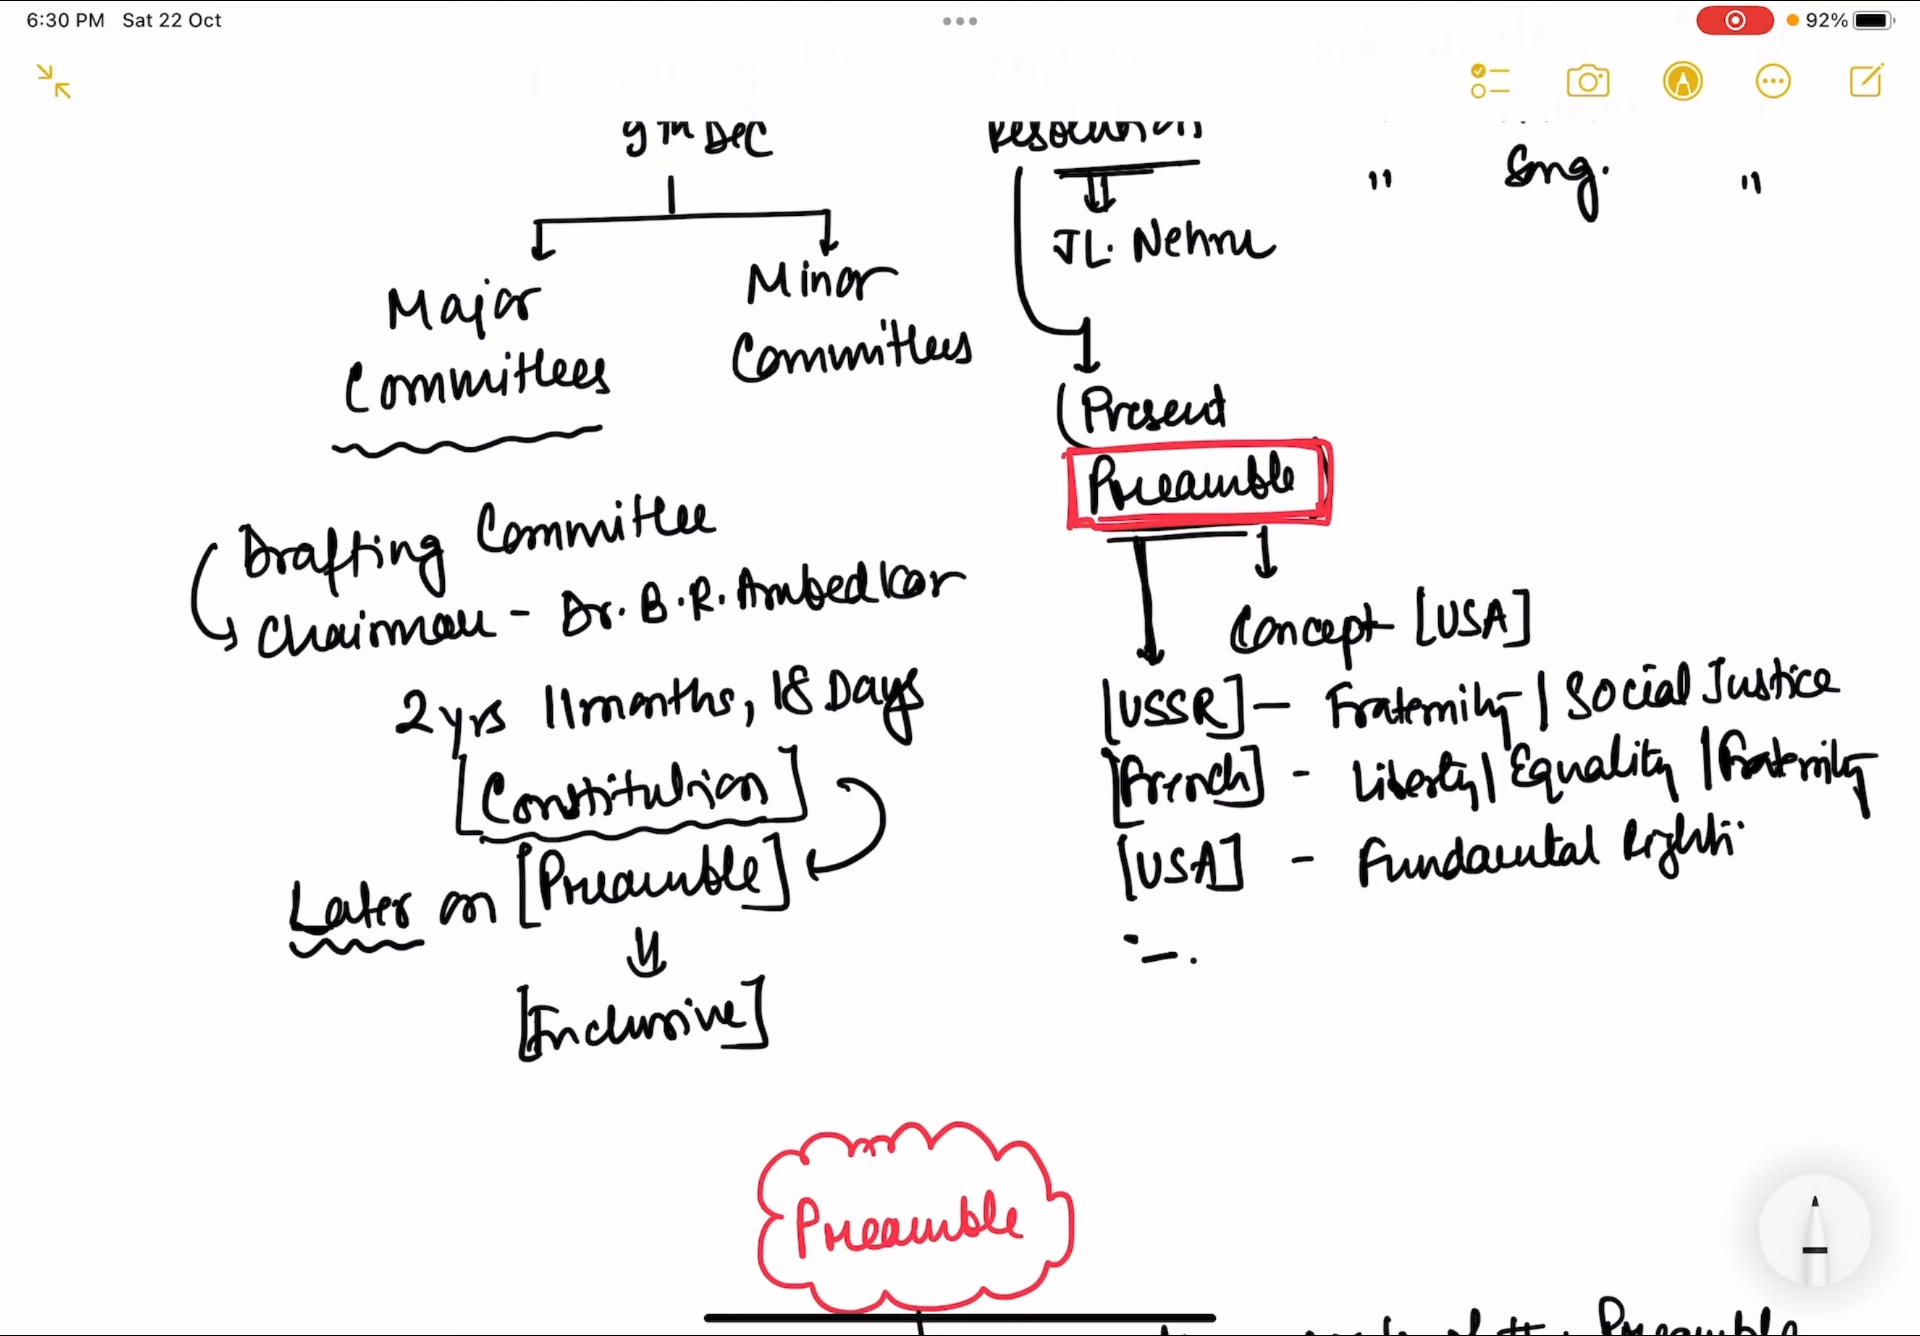 6:30 PM Sat 22 Oct
92%
9th Dec
Resolution
" Song. "
JL. Nehru
Major
Committees
Minor
Committees
Present
Preamble
Drafting Committee
Chairman - Dr. B.R. Ambedkar
2 yrs 11 months, 18 Days
[Constitution]
Later on [Preamble]
[Inclusive]
Concept [USA]
[USSR] - Fraternity | Social Justice
[French] - Liberty | Equality | Fraternity
[USA] - Fundamental Rights
Preamble
Preamble